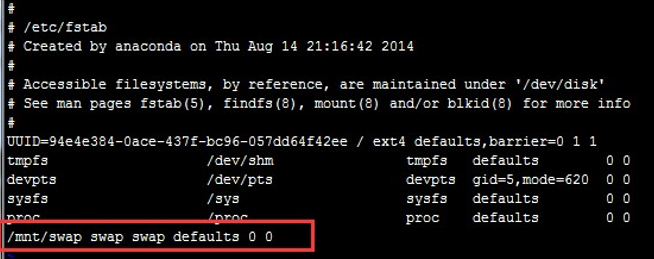 #
# /etc/fstab
# Created by anaconda on Thu Aug 14 21:16:42 2014
#
# Accessible filesystems, by reference, are maintained under '/dev/disk'
# See man pages fstab(5), findfs(8), mount(8) and/or blkid(8) for more info
#
UUID=94e4e384-0ace-437f-bc96-057dd64f42ee / ext4 defaults,barrier=0 1 1
tmpfs /dev/shm tmpfs defaults 0 0
devpts /dev/pts devpts gid=5,mode=620 0 0
sysfs /sys sysfs defaults 0 0
proc /proc proc defaults 0 0
/mnt/swap swap swap defaults 0 0
~